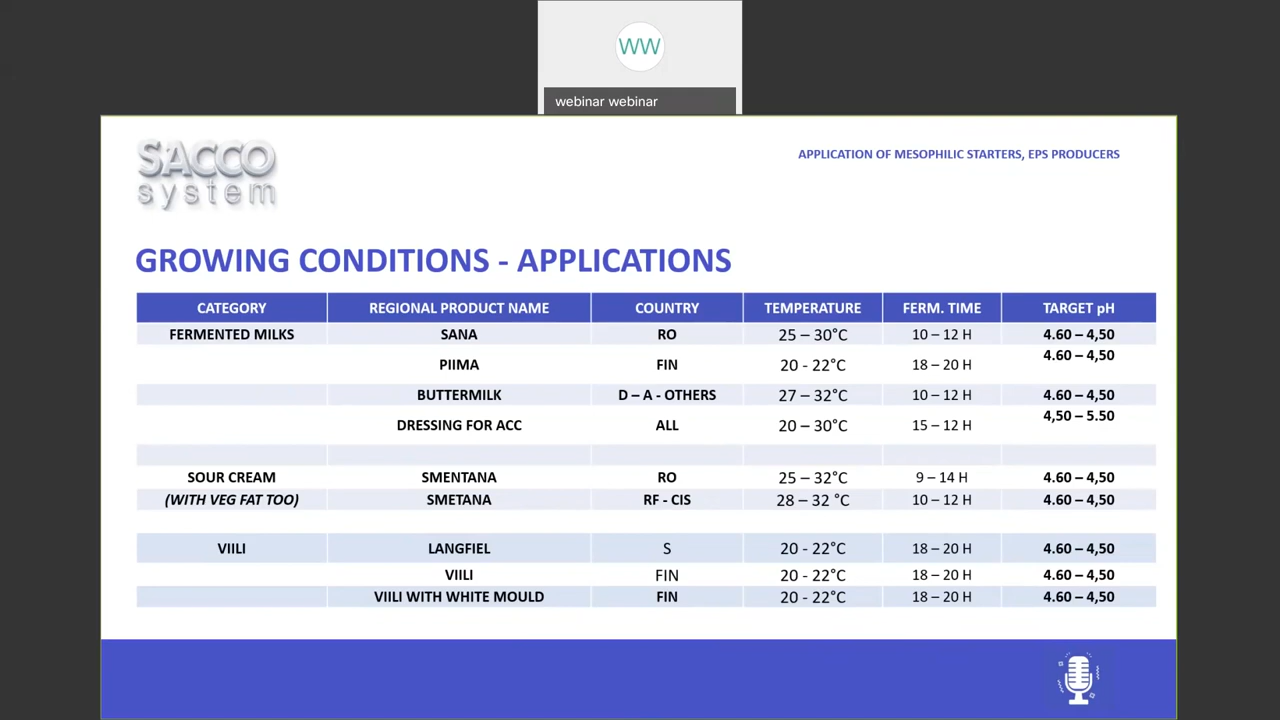 WW
webinar webinar
SACCO
system
APPLICATION OF MESOPHILIC STARTERS, EPS PRODUCERS
GROWING CONDITIONS - APPLICATIONS
CATEGORY REGIONAL PRODUCT NAME COUNTRY TEMPERATURE FERM. TIME TARGET pH
FERMENTED MILKS SANA RO 25 – 30°C 10 – 12 H 4.60 – 4,50
PIIMA FIN 20 - 22°C 18 – 20 H 4.60 – 4,50
BUTTERMILK D – A - OTHERS 27 – 32°C 10 – 12 H 4.60 – 4,50
DRESSING FOR ACC ALL 20 – 30°C 15 – 12 H 4,50 – 5.50
SOUR CREAM SMENTANA RO 25 – 32°C 9 – 14 H 4.60 – 4,50
(WITH VEG FAT TOO) SMETANA RF - CIS 28 – 32 °C 10 – 12 H 4.60 – 4,50
VIILI LANGFIEL S 20 - 22°C 18 – 20 H 4.60 – 4,50
VIILI FIN 20 - 22°C 18 – 20 H 4.60 – 4,50
VIILI WITH WHITE MOULD FIN 20 - 22°C 18 – 20 H 4.60 – 4,50